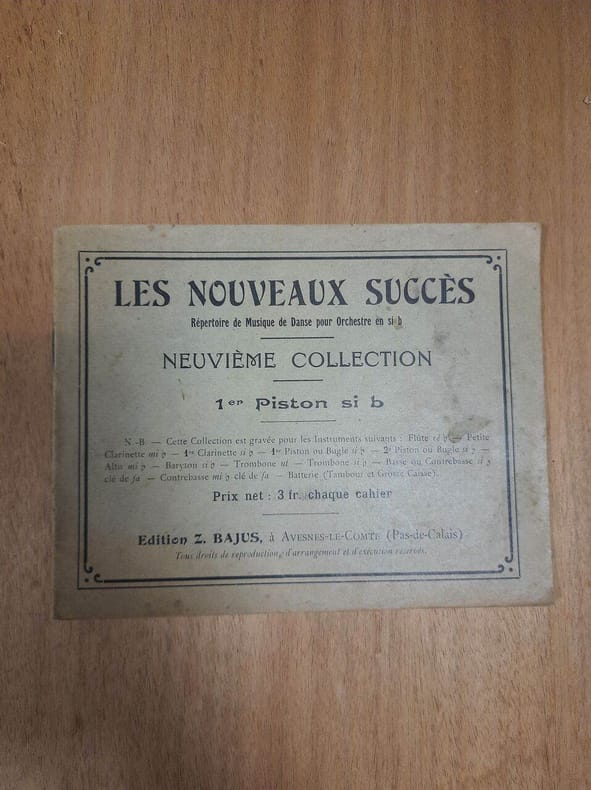 LES NOUVEAUX SUCCÈS
Répertoire de Musique de Danse pour Orchestre en si b
NEUVIÈME COLLECTION
1er Piston si b
N.-B — Cette Collection est gravée pour les Instruments suivants : Flûte ré ♭ — Petite
Clarinette mi ♭ — 1re Clarinette si ♭ — 1er Piston ou Bugle si ♭ — 2e Piston ou Bugle si ♭ —
Alto mi ♭ — Baryton si ♭ — Trombone ut — Trombone si ♭ — Basse ou Contrebasse si ♭
clé de fa — Contrebasse mi ♭ clé de fa — Batterie (Tambour et Grosse Caisse).
Prix net : 3 fr. chaque cahier
Edition Z. BAJUS, à AVESNES-LE-COMTE (Pas-de-Calais)
Tous droits de reproduction, d'arrangement et d'exécution réservés.